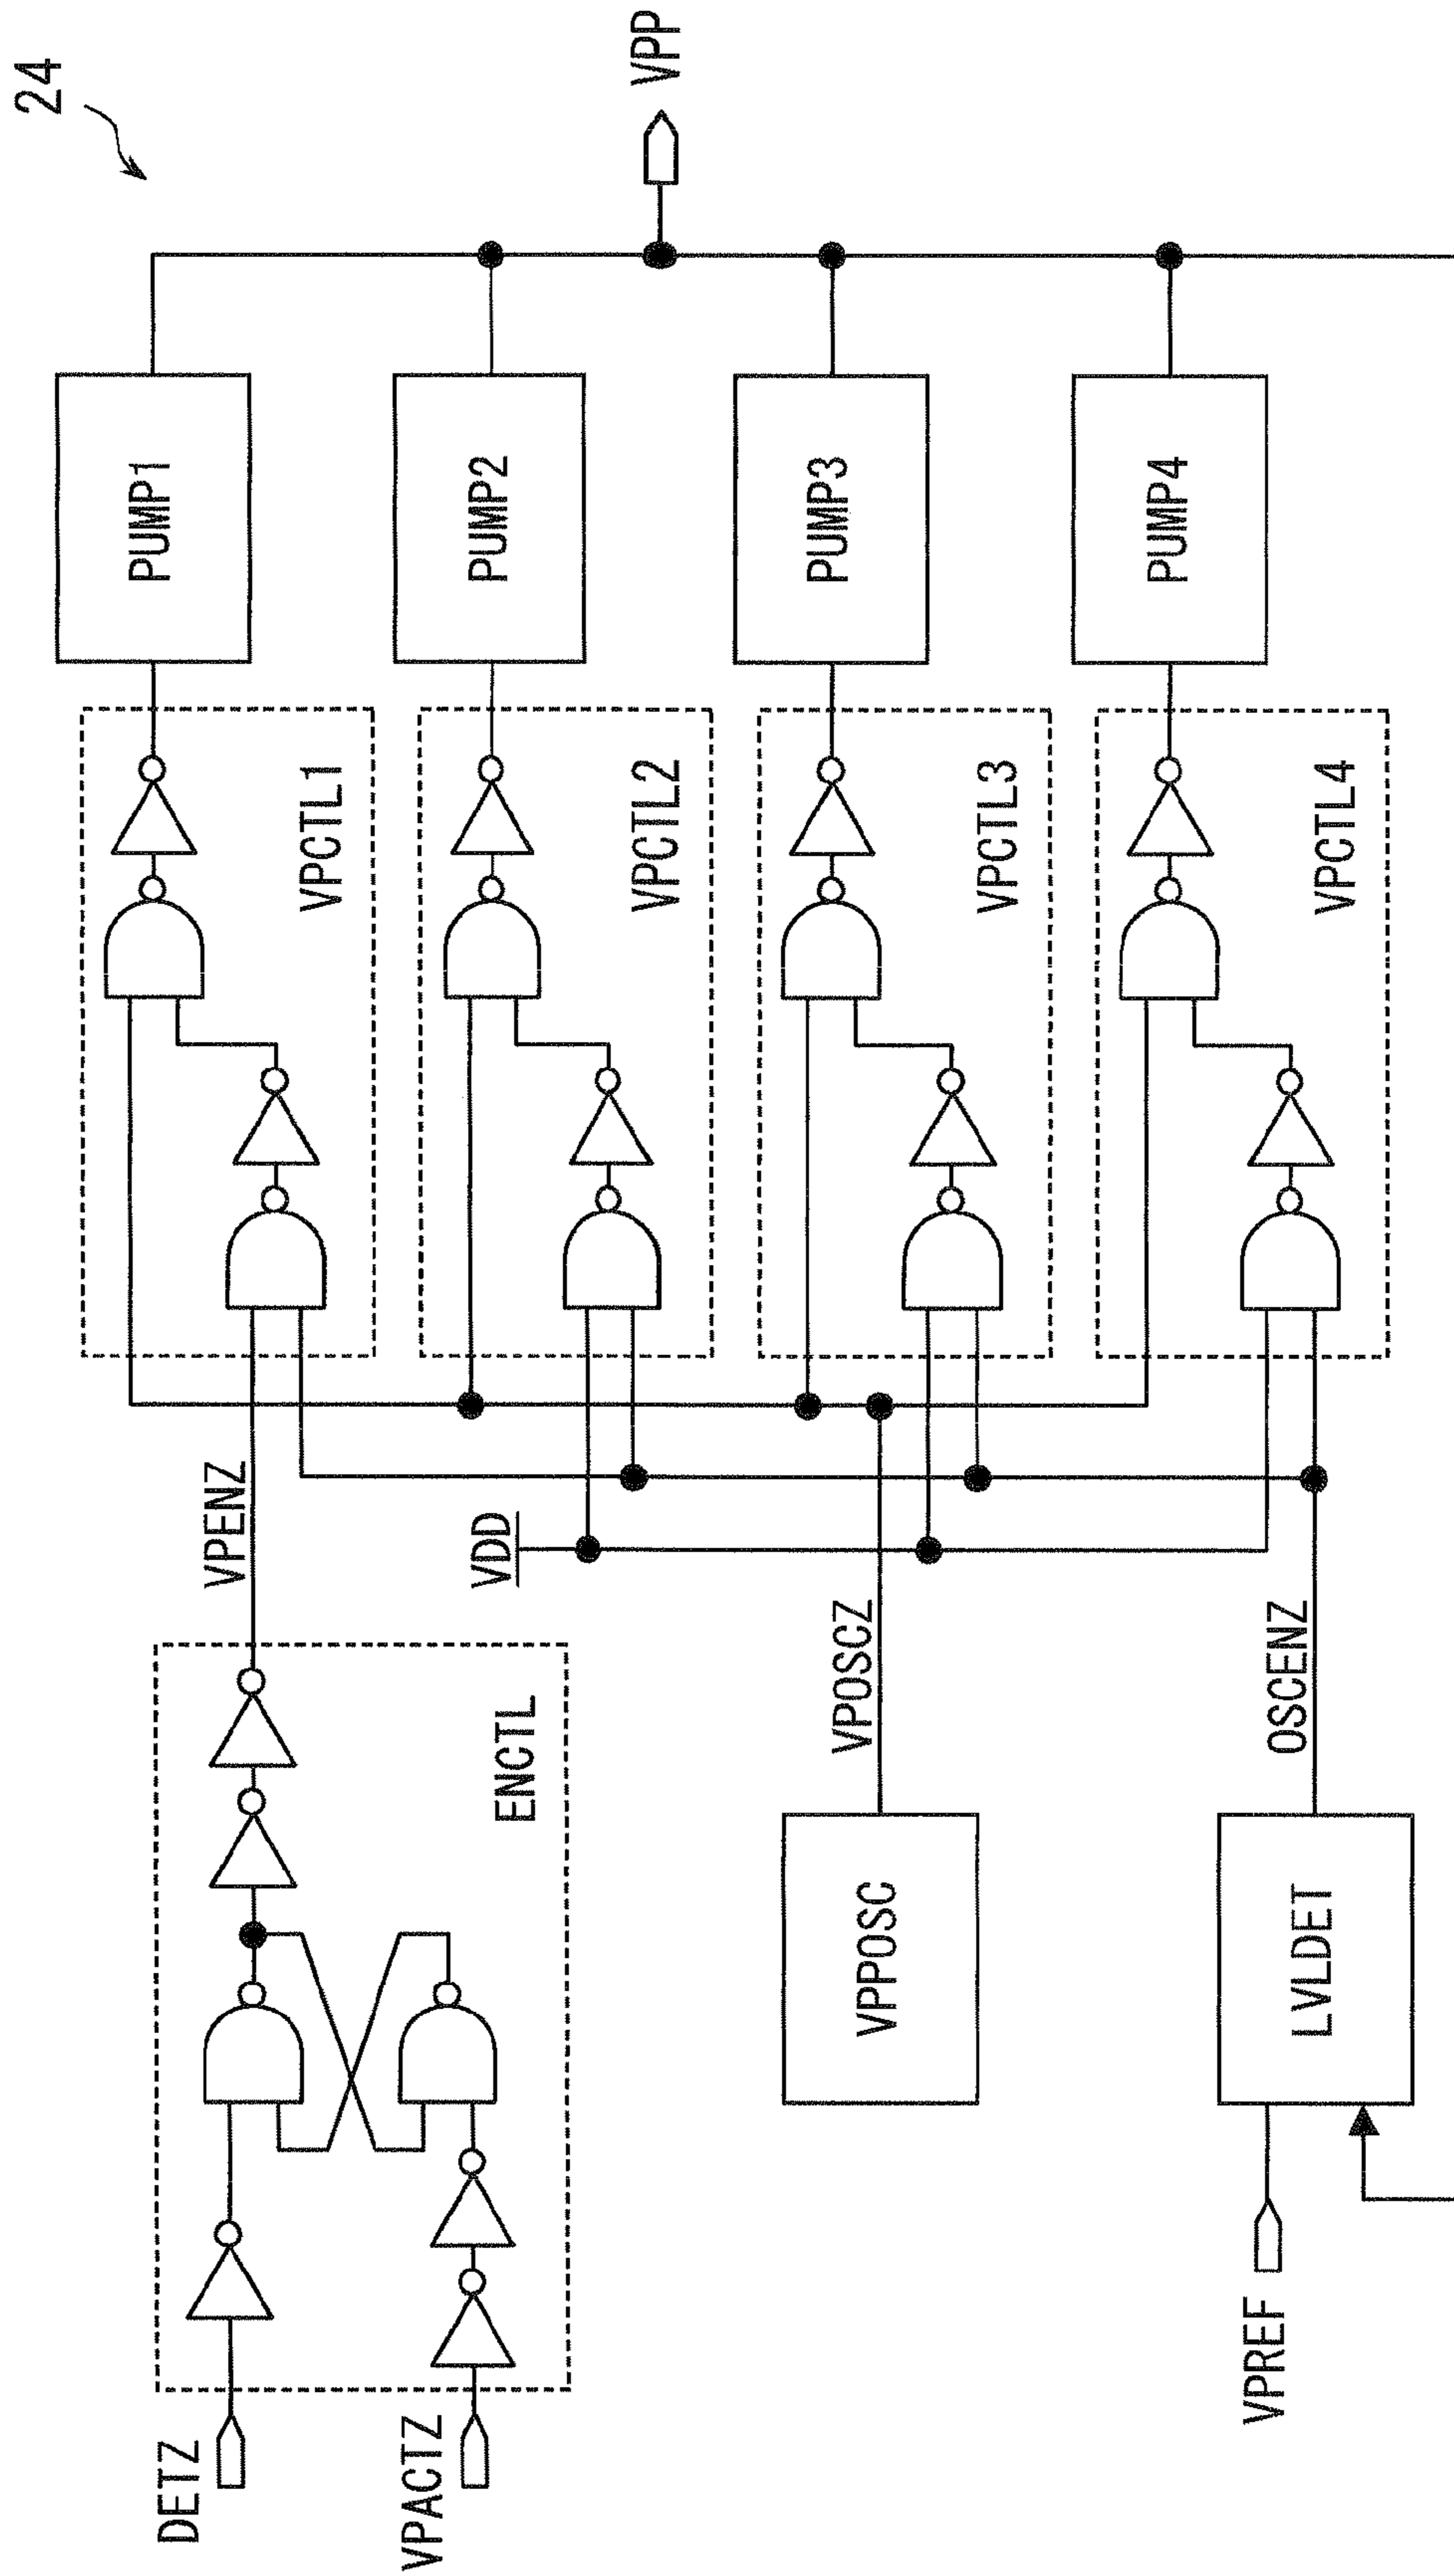 24
DETZ
VPACTZ
ENCTL
VPENZ
VDD
VPPOSC
VPOSCZ
VPREF
LVLDET
OSCENZ
VPCTL1
PUMP1
VPCTL2
PUMP2
VPCTL3
PUMP3
VPCTL4
PUMP4
VPP